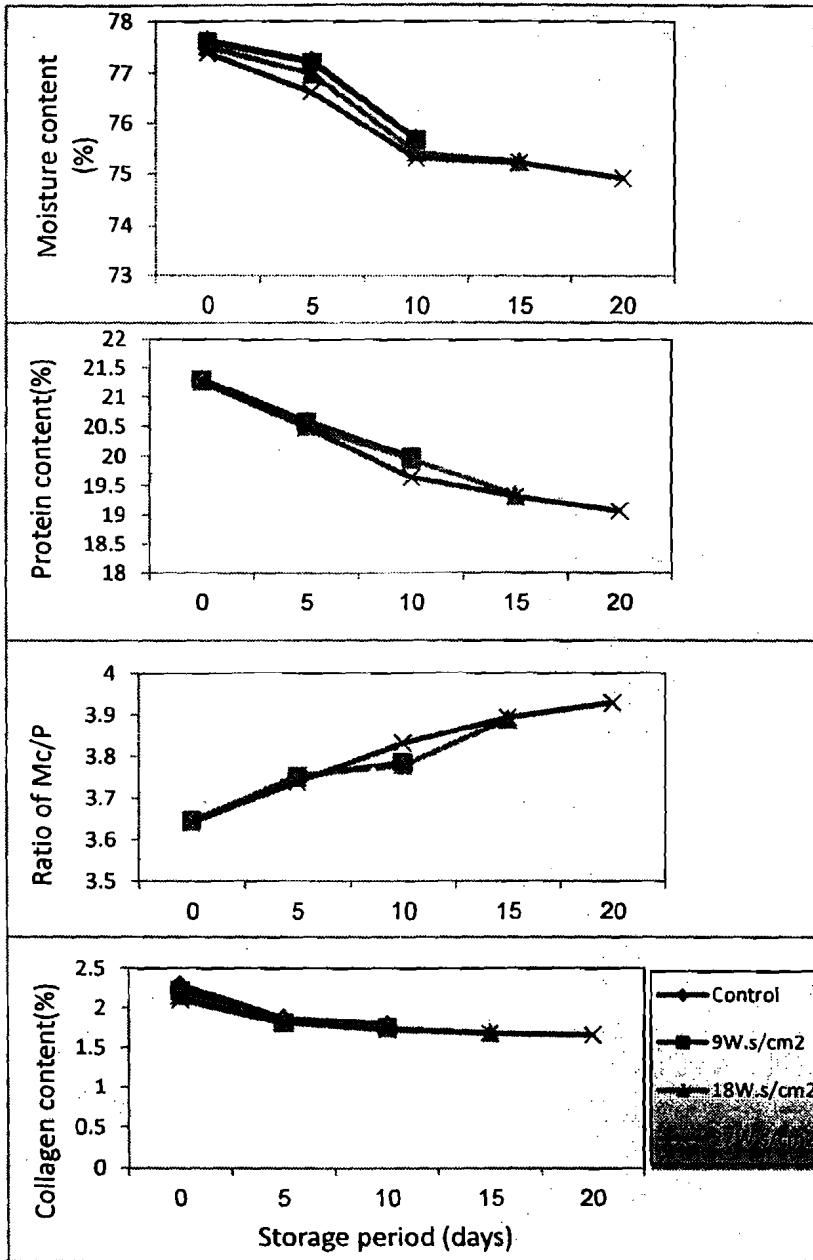 Moisture content
(%)
78
77
76
75
74
73
0 5 10 15 20
Protein content(%)
22
21.5
21
20.5
20
19.5
19
18.5
18
0 5 10 15 20
Ratio of Mc/P
4
3.9
3.8
3.7
3.6
3.5
0 5 10 15 20
Collagen content(%)
2.5
2
1.5
1
0.5
0
0 5 10 15 20
Storage period (days)
Control
9W.s/cm2
18W.s/cm2